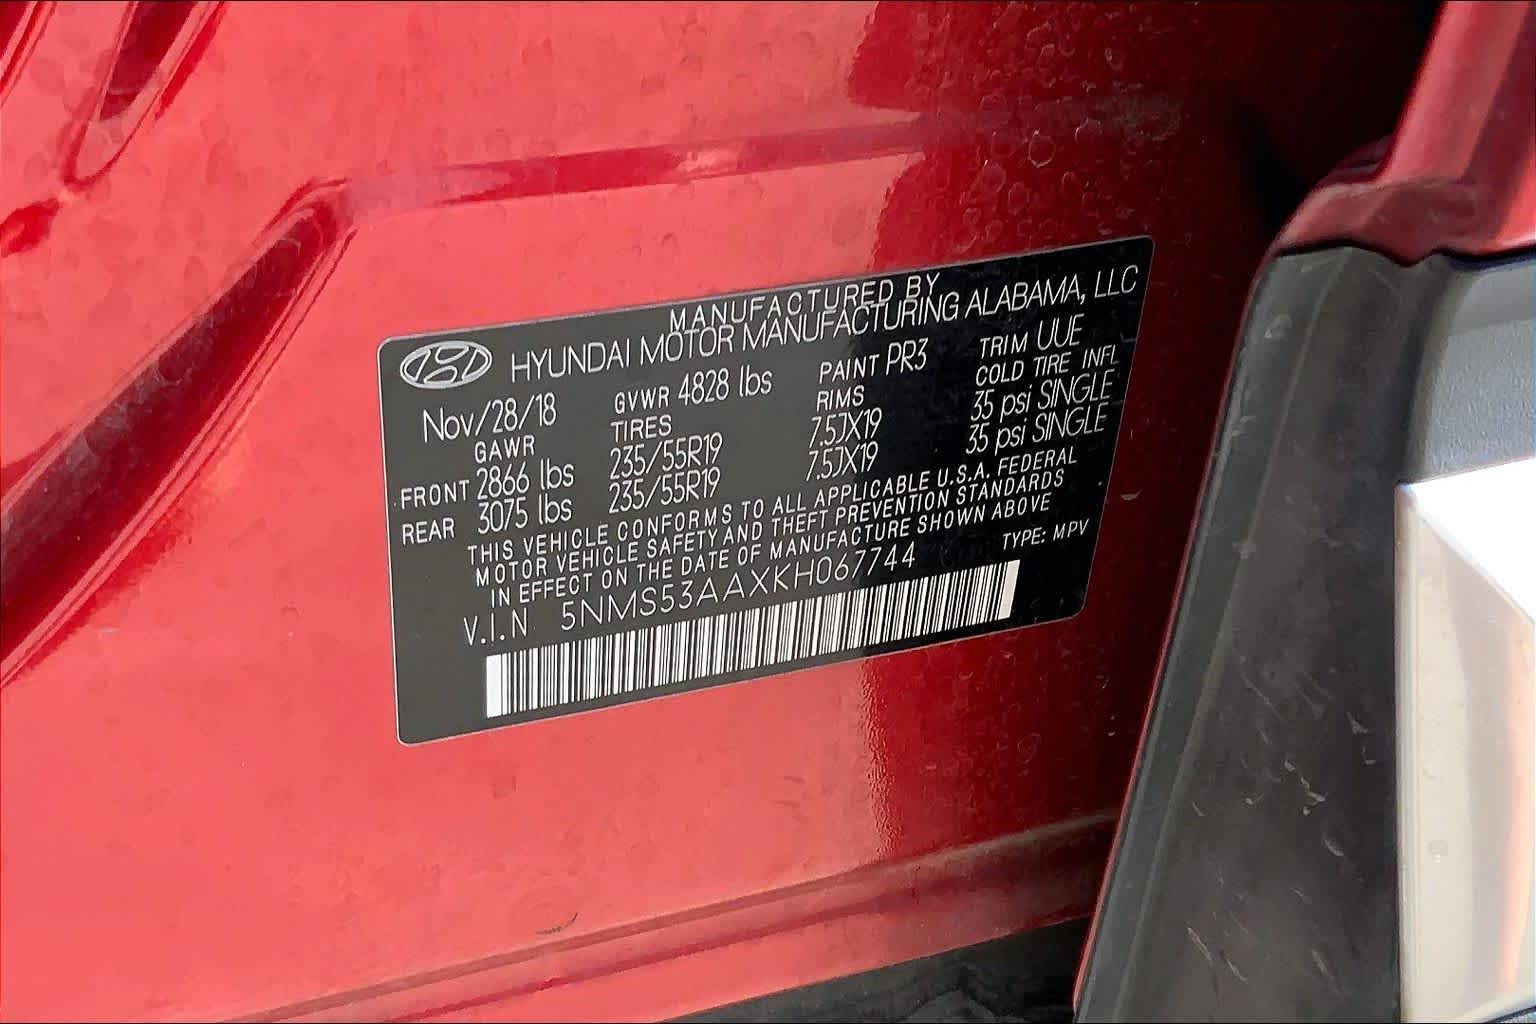 MANUFACTURED BY
HYUNDAI MOTOR MANUFACTURING ALABAMA, LLC
Nov/28/18 GVWR 4828 lbs PAINT PR3 TRIM UUE
GAWR TIRES RIMS COLD TIRE INFL
FRONT 2866 lbs 235/55R19 7.5JX19 35 psi SINGLE
REAR 3075 lbs 235/55R19 7.5JX19 35 psi SINGLE
THIS VEHICLE CONFORMS TO ALL APPLICABLE U.S.A. FEDERAL
MOTOR VEHICLE SAFETY AND THEFT PREVENTION STANDARDS
IN EFFECT ON THE DATE OF MANUFACTURE SHOWN ABOVE
V.I.N 5NMS53AAXKH067744 TYPE: MPV